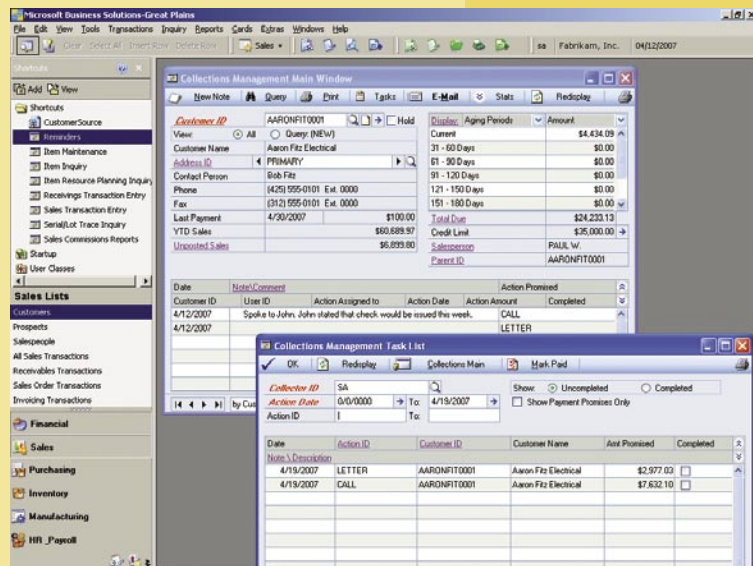 Microsoft Business Solutions-Great Plains
File Edit View Tools Transactions Inquiry Reports Cards Extras Windows Help
Clear Select All Insert Row Delete Row Sales sa Fabrikam, Inc. 04/12/2007
Shortcuts
Add View
Shortcuts
CustomerSource
Reminders
Item Maintenance
Item Inquiry
Item Resource Planning Inquiry
Receivings Transaction Entry
Sales Transaction Entry
Serial/Lot Trace Inquiry
Sales Commissions Reports
Startup
User Classes
Sales Lists
Customers
Prospects
Salespeople
All Sales Transactions
Receivables Transactions
Sales Order Transactions
Invoicing Transactions
Financial
Sales
Purchasing
Inventory
Manufacturing
HR_Payroll
Collections Management Main Window
New Note Query Print Tasks E-Mail Stats Redisplay
Customer ID AARONFIT0001 Hold
View: All Query: (NEW)
Customer Name Aaron Fitz Electrical
Address ID PRIMARY
Contact Person Bob Fitz
Phone (425) 555-0101 Ext. 0000
Fax (312) 555-0101 Ext. 0000
Last Payment 4/30/2007 $100.00
YTD Sales $60,689.97
Unposted Sales $6,899.80
Display: Aging Periods Amount
Current $4,434.09
31 - 60 Days $0.00
61 - 90 Days $0.00
91 - 120 Days $0.00
121 - 150 Days $0.00
151 - 180 Days $0.00
Total Due $24,233.13
Credit Limit $35,000.00
Salesperson PAUL W.
Parent ID AARONFIT0001
Date Note\Comment Action Promised
Customer ID User ID Action Assigned to Action Date Action Amount Completed
4/12/2007 Spoke to John. John stated that check would be issued this week. CALL
4/12/2007 LETTER
by Cus
Collections Management Task List
OK Redisplay Collections Main Mark Paid
Collector ID SA Show: Uncompleted Completed
Action Date 0/0/0000 To: 4/19/2007 Show Payment Promises Only
Action ID To:
Date Action ID Customer ID Customer Name Amt Promised Completed
Note \ Description
4/19/2007 LETTER AARONFIT0001 Aaron Fitz Electrical $2,977.03
4/19/2007 CALL AARONFIT0001 Aaron Fitz Electrical $7,632.10